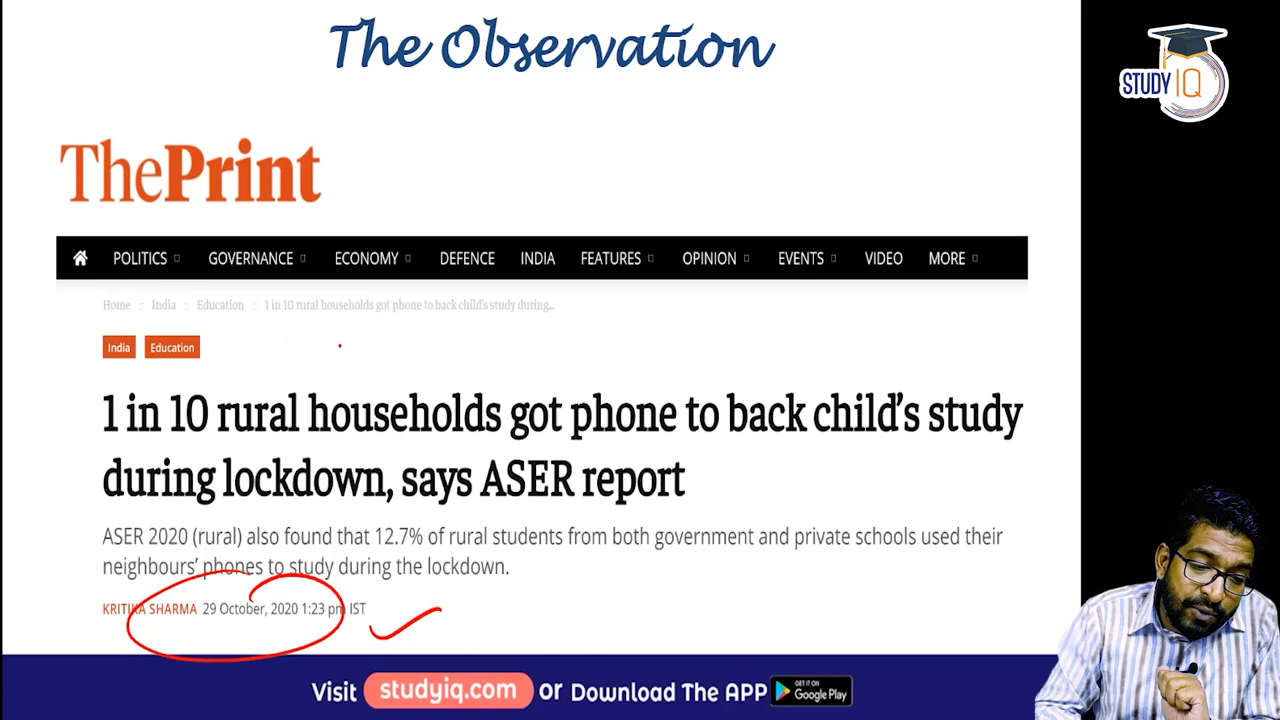 The Observation
STUDY IQ
ThePrint
POLITICS GOVERNANCE ECONOMY DEFENCE INDIA FEATURES OPINION EVENTS VIDEO MORE
Home India Education 1 in 10 rural households got phone to back child's study during...
India Education
1 in 10 rural households got phone to back child's study
during lockdown, says ASER report
ASER 2020 (rural) also found that 12.7% of rural students from both government and private schools used their
neighbours' phones to study during the lockdown.
KRITIKA SHARMA 29 October, 2020 1:23 pm IST
Visit studyiq.com or Download The APP GET IT ON Google Play